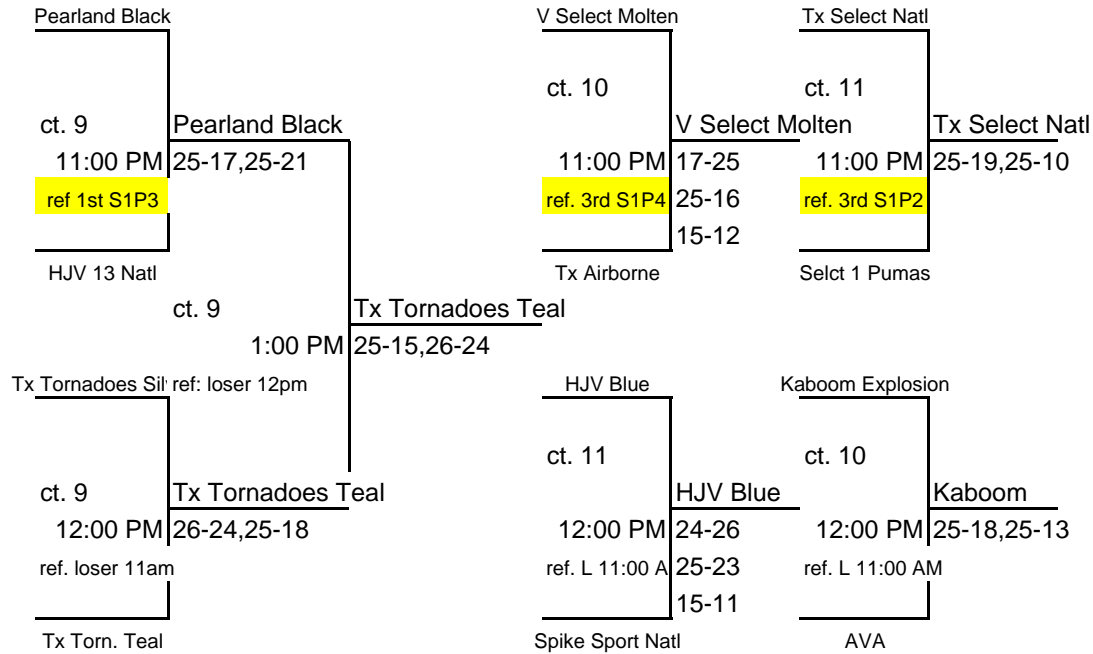 Pearland Black V Select Molten Tx Select Natl
ct. 10 ct. 11
ct. 9 Pearland Black V Select Molten Tx Select Natl
11:00 PM 25-17,25-21 11:00 PM 17-25 11:00 PM 25-19,25-10
ref 1st S1P3 ref. 3rd S1P4 25-16 ref. 3rd S1P2
15-12
HJV 13 Natl Tx Airborne Selct 1 Pumas
ct. 9 Tx Tornadoes Teal
1:00 PM 25-15,26-24
Tx Tornadoes Sil ref: loser 12pm HJV Blue Kaboom Explosion
ct. 11 ct. 10
ct. 9 Tx Tornadoes Teal HJV Blue Kaboom
12:00 PM 26-24,25-18 12:00 PM 24-26 12:00 PM 25-18,25-13
ref. loser 11am ref. L 11:00 A 25-23 ref. L 11:00 AM
15-11
Tx Torn. Teal Spike Sport Natl AVA